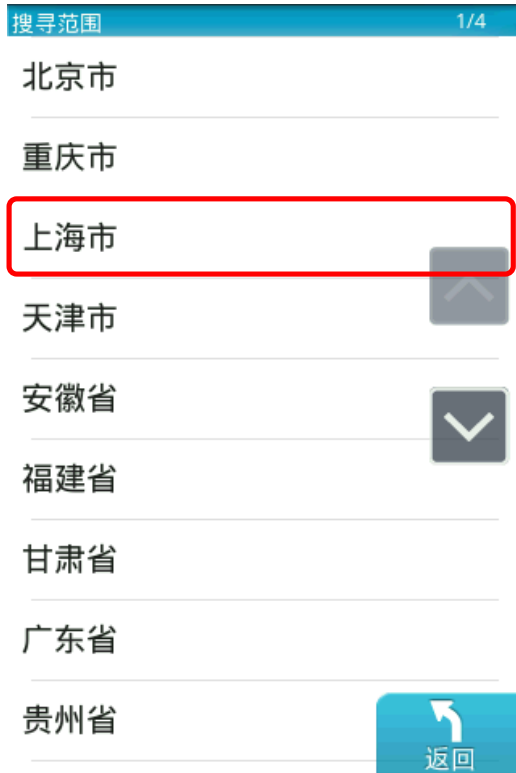 搜寻范围 1/4
北京市
重庆市
上海市
天津市
安徽省
福建省
甘肃省
广东省
贵州省
返回